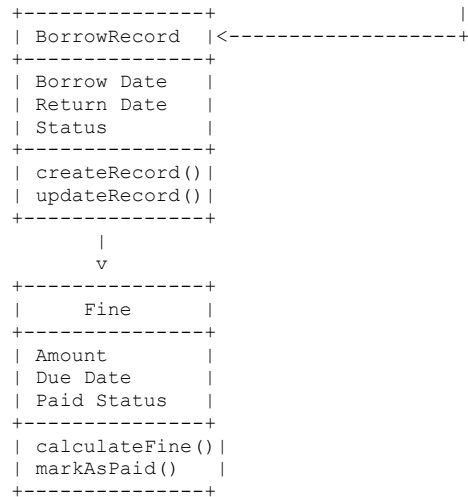 +---------------+                        |
| BorrowRecord  |<-----------------------+
+---------------+
| Borrow Date   |
| Return Date   |
| Status        |
+---------------+
| createRecord()|
| updateRecord()|
+---------------+
        |
        v
+---------------+
|     Fine      |
+---------------+
| Amount        |
| Due Date      |
| Paid Status   |
+---------------+
| calculateFine()|
| markAsPaid()   |
+---------------+